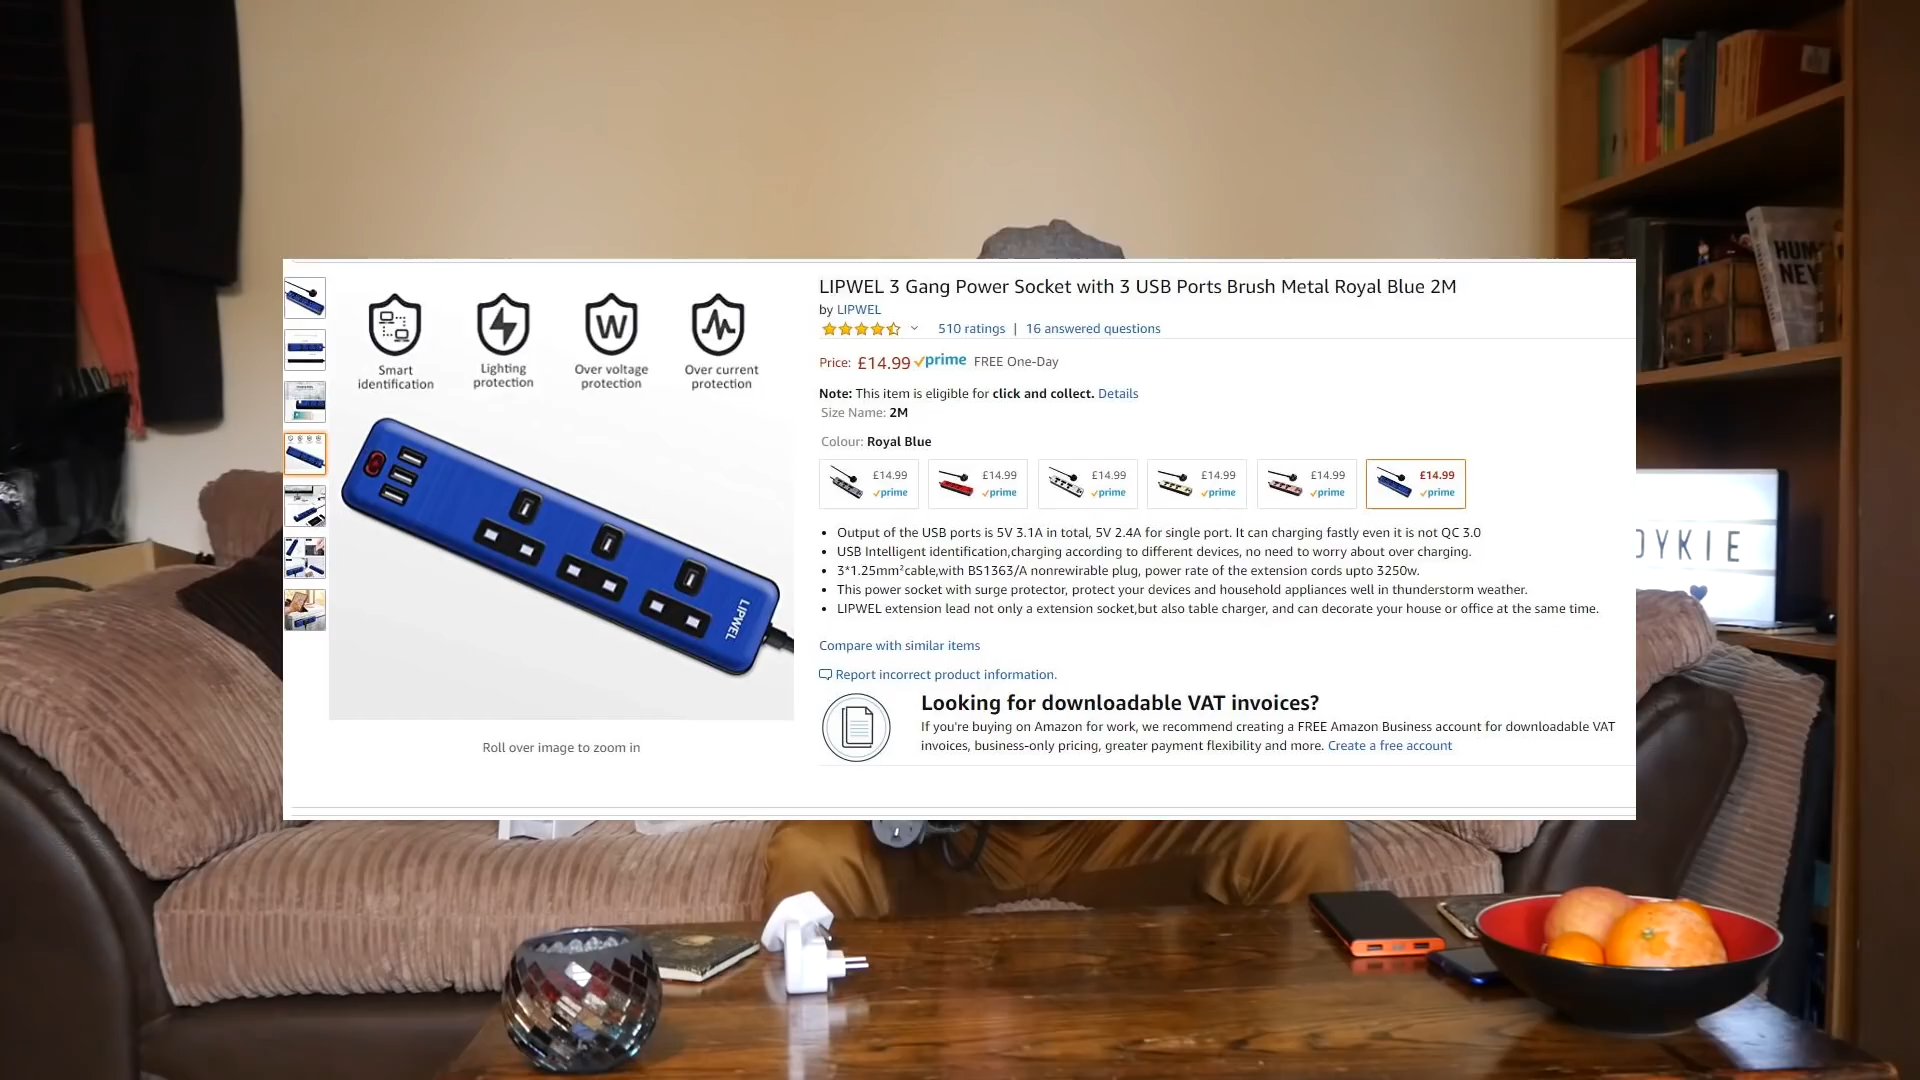 HUM
NEV
Smart
identification
Lighting
protection
Over voltage
protection
Over current
protection
W
LIPWEL
Roll over image to zoom in
LIPWEL 3 Gang Power Socket with 3 USB Ports Brush Metal Royal Blue 2M
by LIPWEL
510 ratings | 16 answered questions
Price: £14.99 prime FREE One-Day
Note: This item is eligible for click and collect. Details
Size Name: 2M
Colour: Royal Blue
£14.99 £14.99 £14.99 £14.99 £14.99 £14.99
prime prime prime prime prime prime
• Output of the USB ports is 5V 3.1A in total, 5V 2.4A for single port. It can charging fastly even it is not QC 3.0
• USB Intelligent identification,charging according to different devices, no need to worry about over charging.
• 3*1.25mm²cable,with BS1363/A nonrewirable plug, power rate of the extension cords upto 3250w.
• This power socket with surge protector, protect your devices and household appliances well in thunderstorm weather.
• LIPWEL extension lead not only a extension socket,but also table charger, and can decorate your house or office at the same time.
Compare with similar items
Report incorrect product information.
Looking for downloadable VAT invoices?
If you're buying on Amazon for work, we recommend creating a FREE Amazon Business account for downloadable VAT
invoices, business-only pricing, greater payment flexibility and more. Create a free account
OYKIE